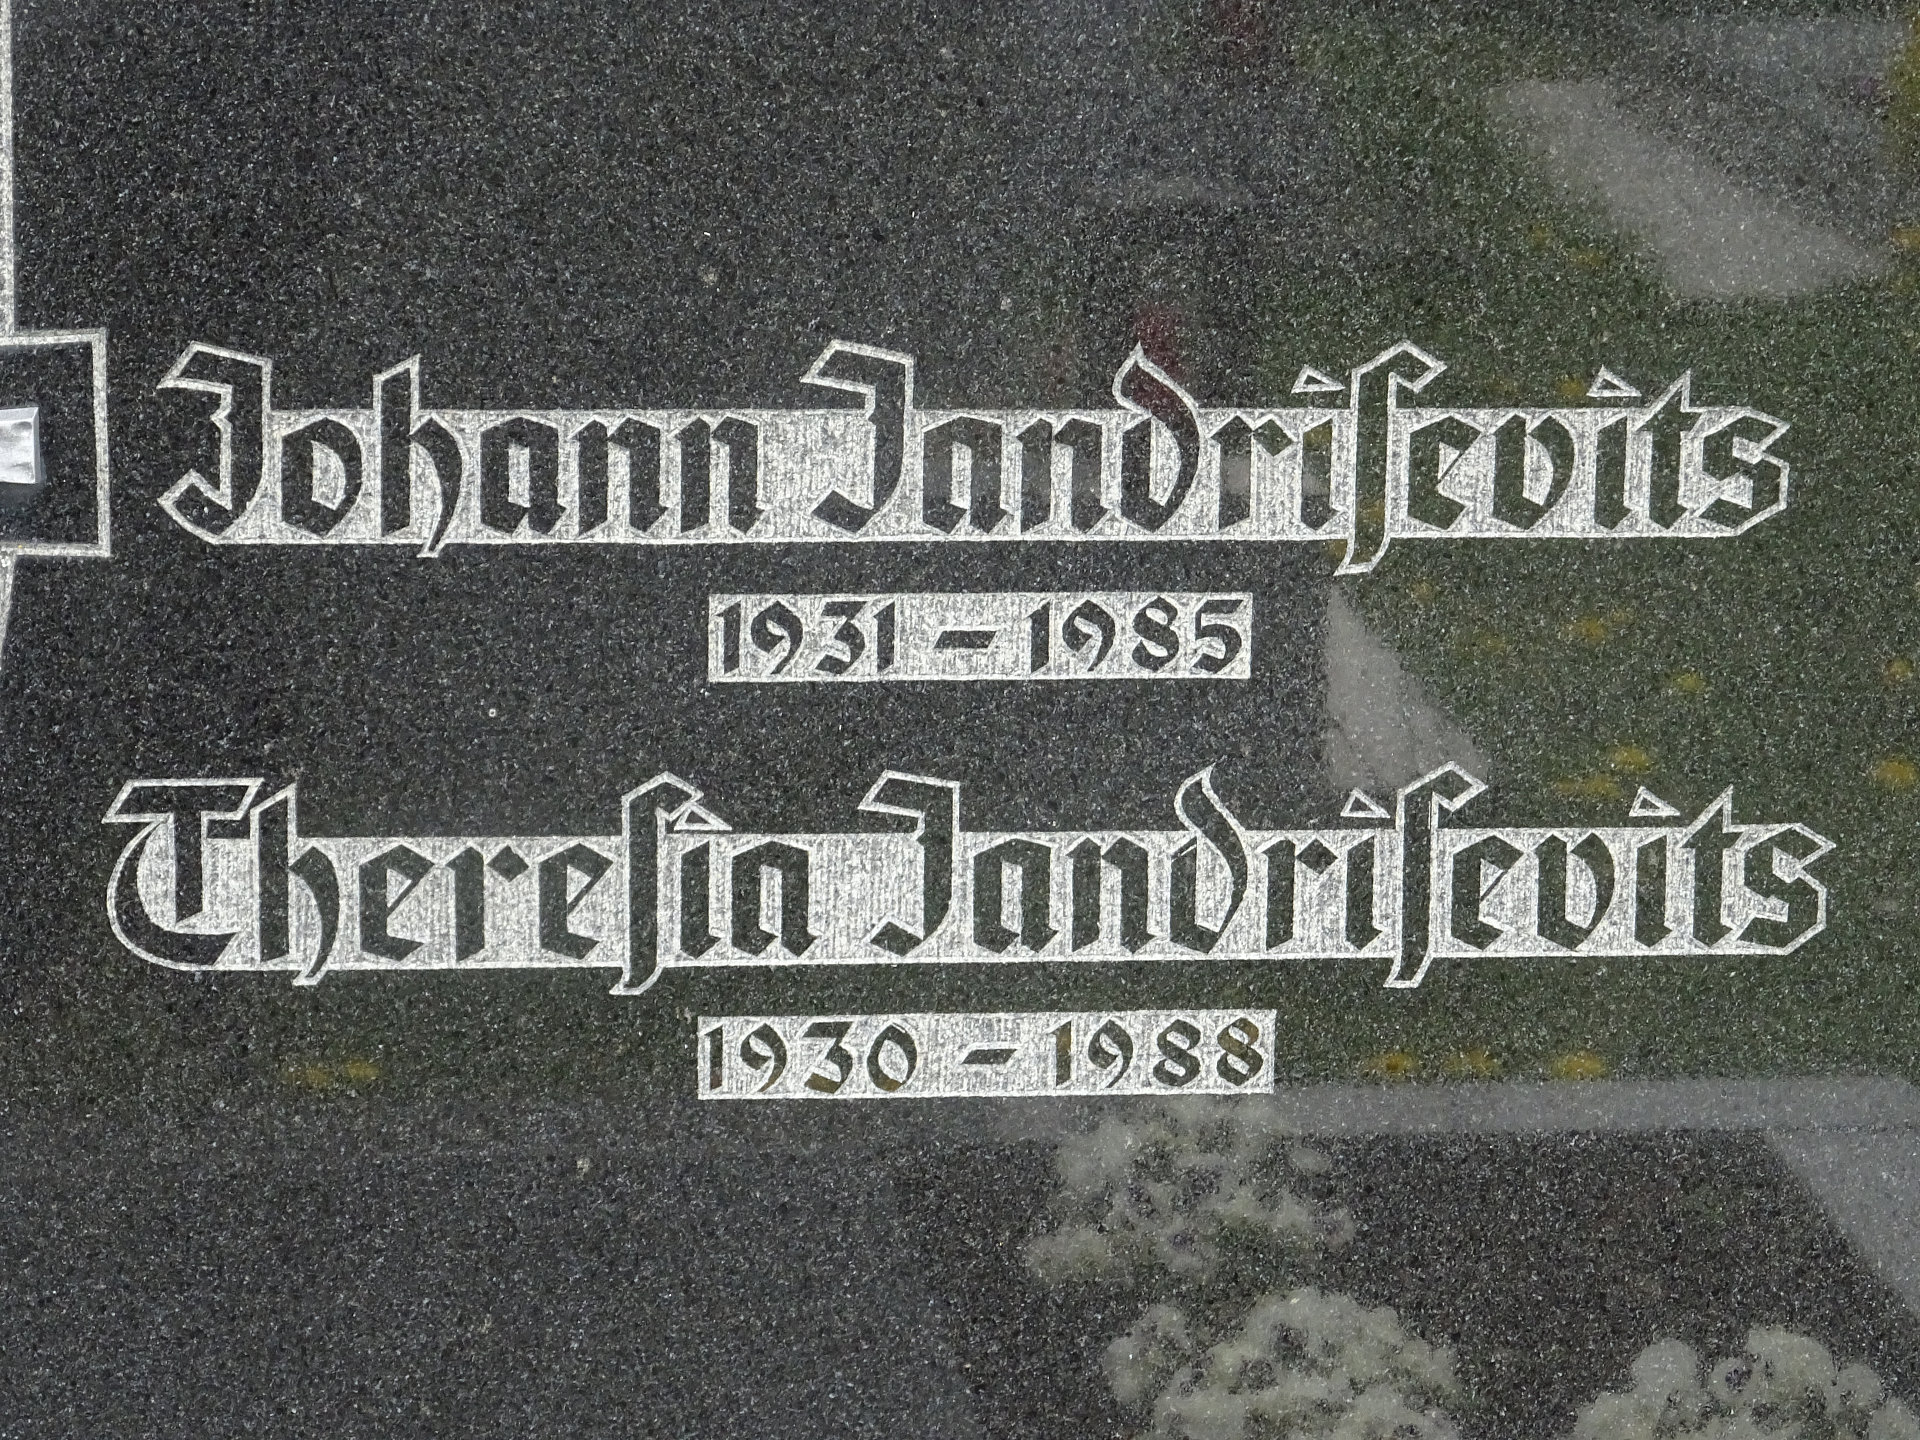 Johann Jandriſevits
1931 – 1985
Thereſia Jandriſevits
1930 – 1988